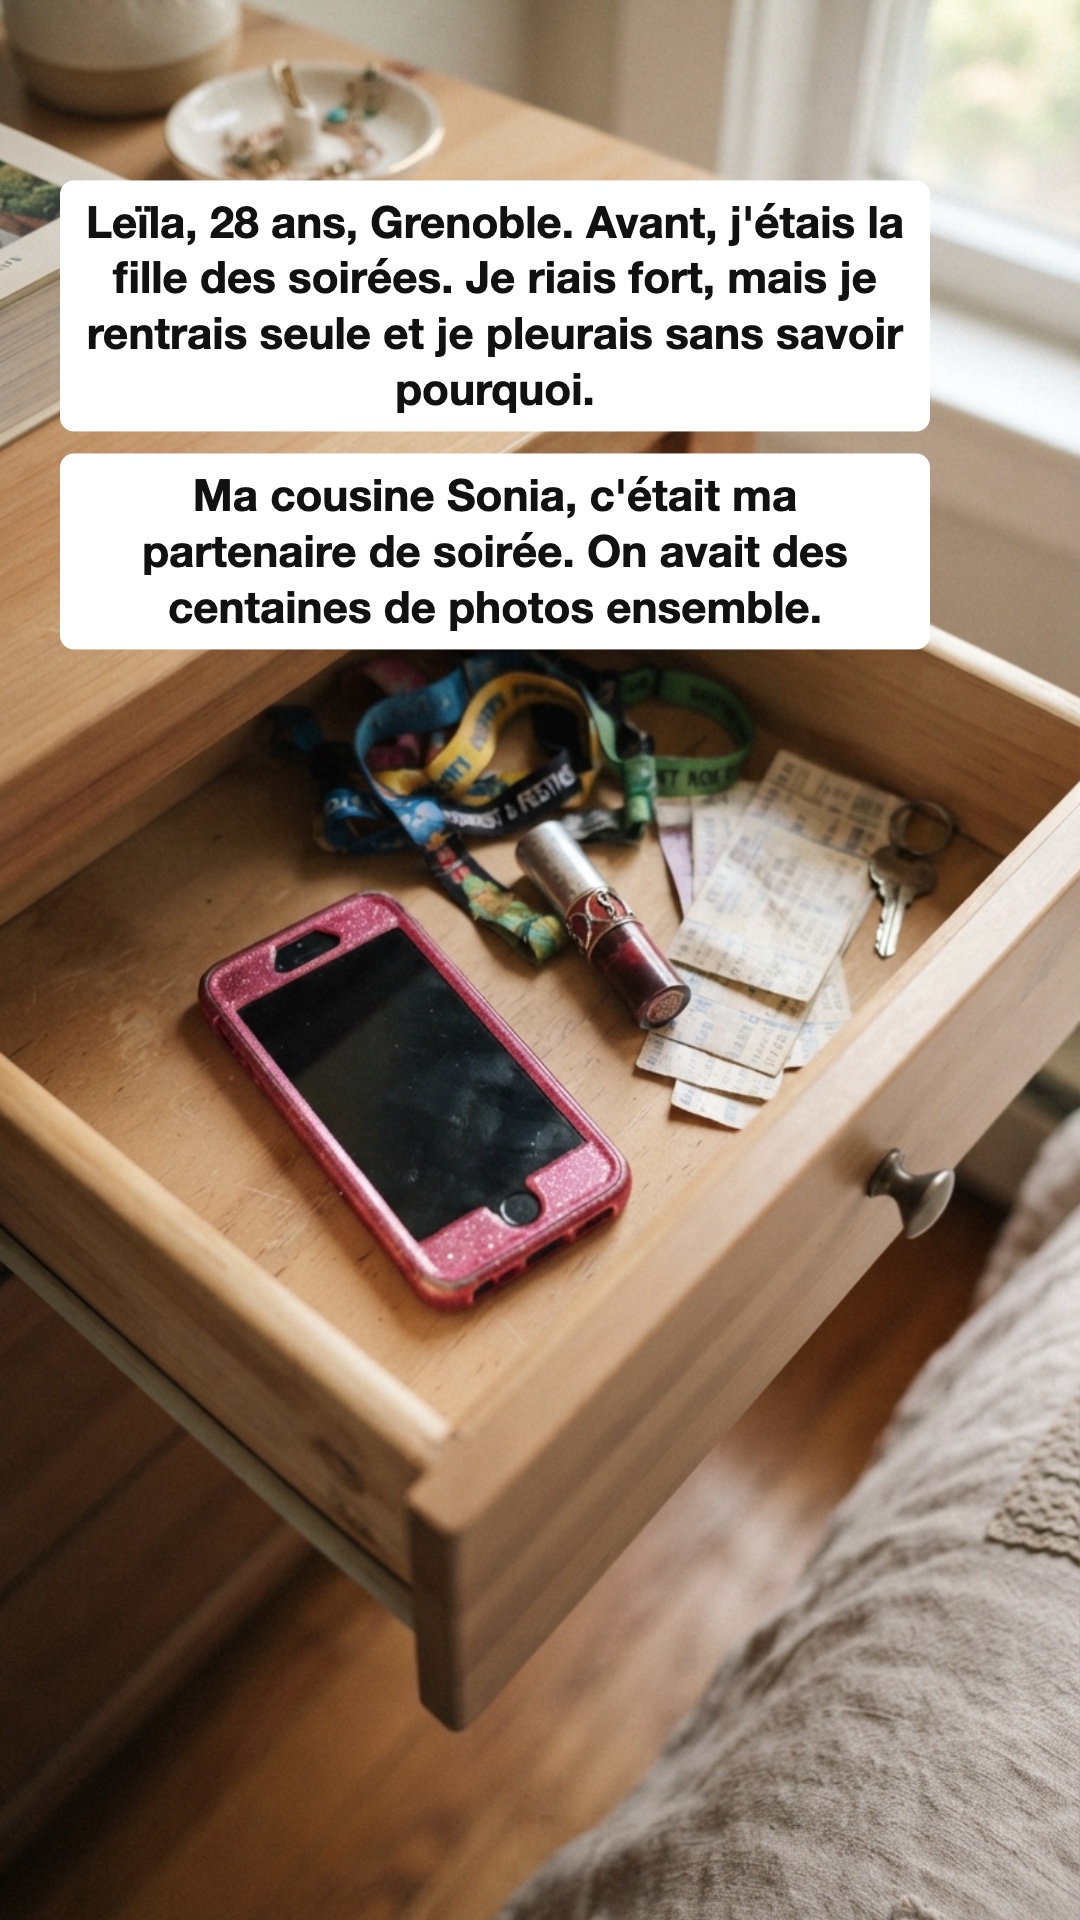 Leïla, 28 ans, Grenoble. Avant, j'étais la
fille des soirées. Je riais fort, mais je
rentrais seule et je pleurais sans savoir
pourquoi.
Ma cousine Sonia, c'était ma
partenaire de soirée. On avait des
centaines de photos ensemble.